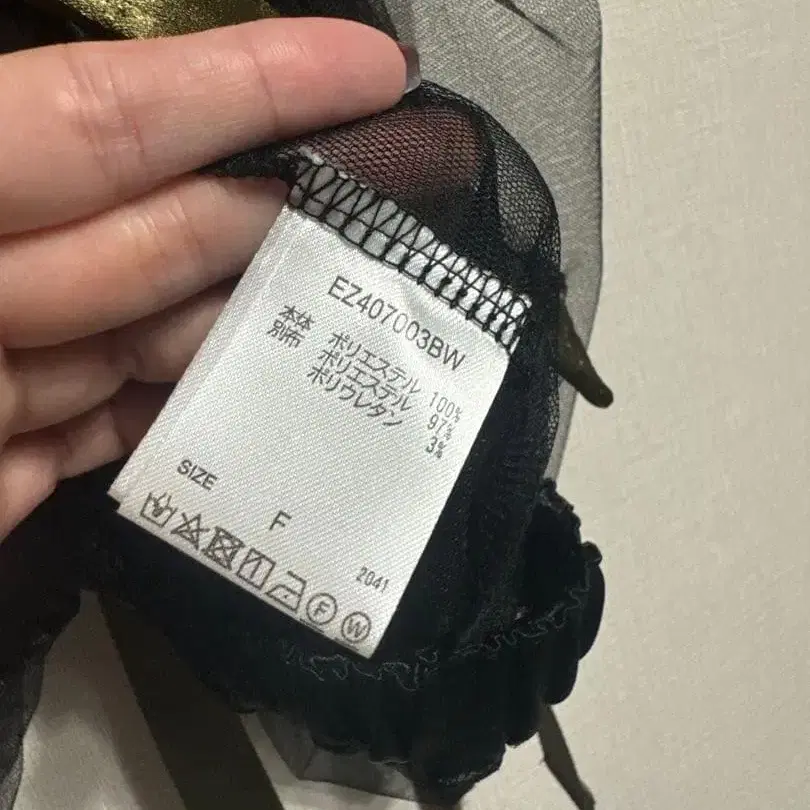 EZ407003BW
本体 ポリエステル 100%
別布 ポリエステル 97%
ポリウレタン 3%
SIZE
F
2041
F W